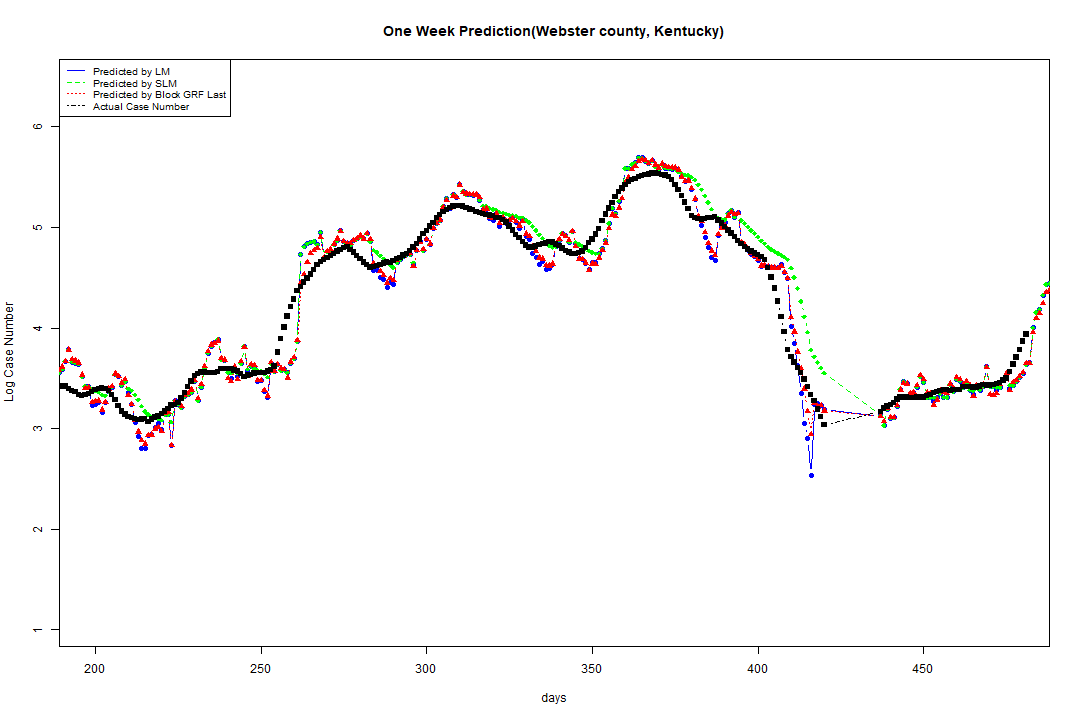 One Week Prediction(Webster county, Kentucky)
Predicted by LM
Predicted by SLM
Predicted by Block GRF Last
Actual Case Number
Log Case Number
6
5
4
3
2
1
200 250 300 350 400 450
days